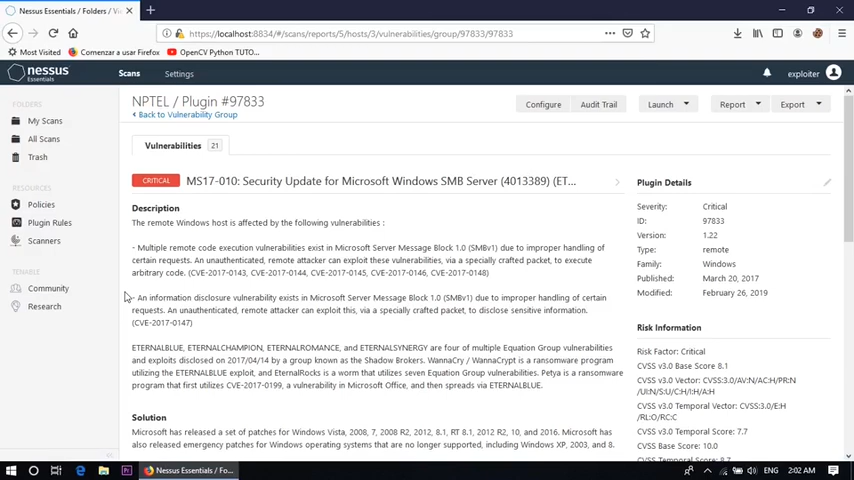 Nessus Essentials / Folders / Vi
https://localhost:8834/#/scans/reports/5/hosts/3/vulnerabilities/group/97833/97833
Most Visited Comenzar a usar Firefox OpenCV Python TUTO...
nessus
Essentials
Scans Settings
exploiter
FOLDERS
My Scans
All Scans
Trash
RESOURCES
Policies
Plugin Rules
Scanners
TENABLE
Community
Research
NPTEL / Plugin #97833
Back to Vulnerability Group
Configure Audit Trail Launch Report Export
Vulnerabilities 21
CRITICAL MS17-010: Security Update for Microsoft Windows SMB Server (4013389) (ET...
Description
The remote Windows host is affected by the following vulnerabilities :
- Multiple remote code execution vulnerabilities exist in Microsoft Server Message Block 1.0 (SMBv1) due to improper handling of
certain requests. An unauthenticated, remote attacker can exploit these vulnerabilities, via a specially crafted packet, to execute
arbitrary code. (CVE-2017-0143, CVE-2017-0144, CVE-2017-0145, CVE-2017-0146, CVE-2017-0148)
- An information disclosure vulnerability exists in Microsoft Server Message Block 1.0 (SMBv1) due to improper handling of certain
requests. An unauthenticated, remote attacker can exploit this, via a specially crafted packet, to disclose sensitive information.
(CVE-2017-0147)
ETERNALBLUE, ETERNALCHAMPION, ETERNALROMANCE, and ETERNALSYNERGY are four of multiple Equation Group vulnerabilities
and exploits disclosed on 2017/04/14 by a group known as the Shadow Brokers. WannaCry / WannaCrypt is a ransomware program
utilizing the ETERNALBLUE exploit, and EternalRocks is a worm that utilizes seven Equation Group vulnerabilities. Petya is a ransomware
program that first utilizes CVE-2017-0199, a vulnerability in Microsoft Office, and then spreads via ETERNALBLUE.
Solution
Microsoft has released a set of patches for Windows Vista, 2008, 7, 2008 R2, 2012, 8.1, RT 8.1, 2012 R2, 10, and 2016. Microsoft has
also released emergency patches for Windows operating systems that are no longer supported, including Windows XP, 2003, and 8.
Plugin Details
Severity: Critical
ID: 97833
Version: 1.22
Type: remote
Family: Windows
Published: March 20, 2017
Modified: February 26, 2019
Risk Information
Risk Factor: Critical
CVSS v3.0 Base Score 8.1
CVSS v3.0 Vector: CVSS:3.0/AV:N/AC:H/PR:N
/UI:N/S:U/C:H/I:H/A:H
CVSS v3.0 Temporal Vector: CVSS:3.0/E:H
/RL:O/RC:C
CVSS v3.0 Temporal Score: 7.7
CVSS Base Score: 10.0
CVSS Temporal Score: 8.7
Nessus Essentials / Fo...
ENG 2:02 AM